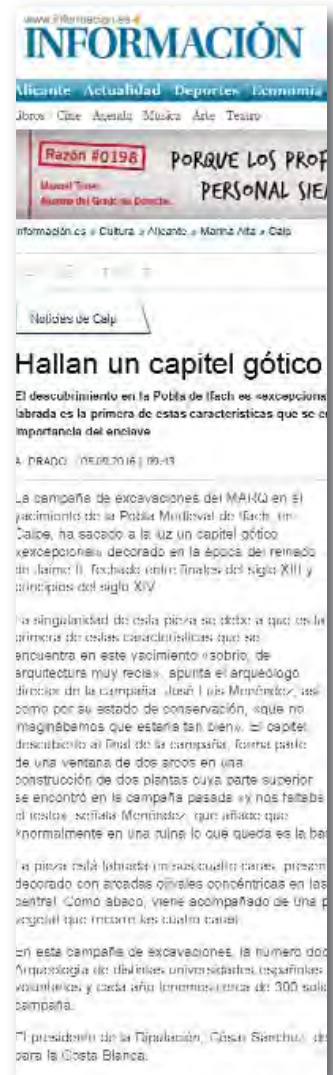 www.informacion.es
INFORMACIÓN
Alicante Actualidad Deportes Economía
Libros Cine Agenda Música Arte Teatro
Razón #0198
PORQUE LOS PROF
PERSONAL SIE
Alumno del Grado de Derecho
Información.es » Cultura » Alicante » Marina Alta » Calp
Noticias de Calp
Hallan un capitel gótico
El descubrimiento en la Pobla de Ifach es «excepciona
labrada es la primera de estas características que se e
importancia del enclave
A. PRADO 05.09.2016 | 09:43
La campaña de excavaciones del MARQ en el
yacimiento de la Pobla Medieval de Ifach, en
Calpe, ha sacado a la luz un capitel gótico
«excepcional» decorado en la época del reinado
de Jaime II, fechado entre finales del siglo XIII y
principios del siglo XIV.
La singularidad de esta pieza se debe a que es la
primera de estas características que se
encuentra en este yacimiento «sobrio, de
arquitectura muy recia», apunta el arqueólogo
director de la campaña, José Luis Menéndez, así
como por su estado de conservación, «que no
imaginábamos que estaría tan bien». El capitel,
descubierto al final de la campaña, forma parte
de una ventana de dos arcos en una
construcción de dos plantas cuya parte superior
se encontró en la campaña pasada «y nos faltaba
el resto», señala Menéndez, que añade que
«normalmente en una ruina lo que queda es la ba
La pieza está labrada en sus cuatro caras, presen
decorado con arcadas ojivales concéntricas en las
central. Como ábaco, viene acompañado de una p
vegetal que recorre las cuatro caras.
En esta campaña de excavaciones, la número doc
Arqueología de distintas universidades españolas
voluntarios y cada año tenemos cerca de 300 soli
campaña.
El presidente de la Diputación, César Sánchez, de
para la Costa Blanca.